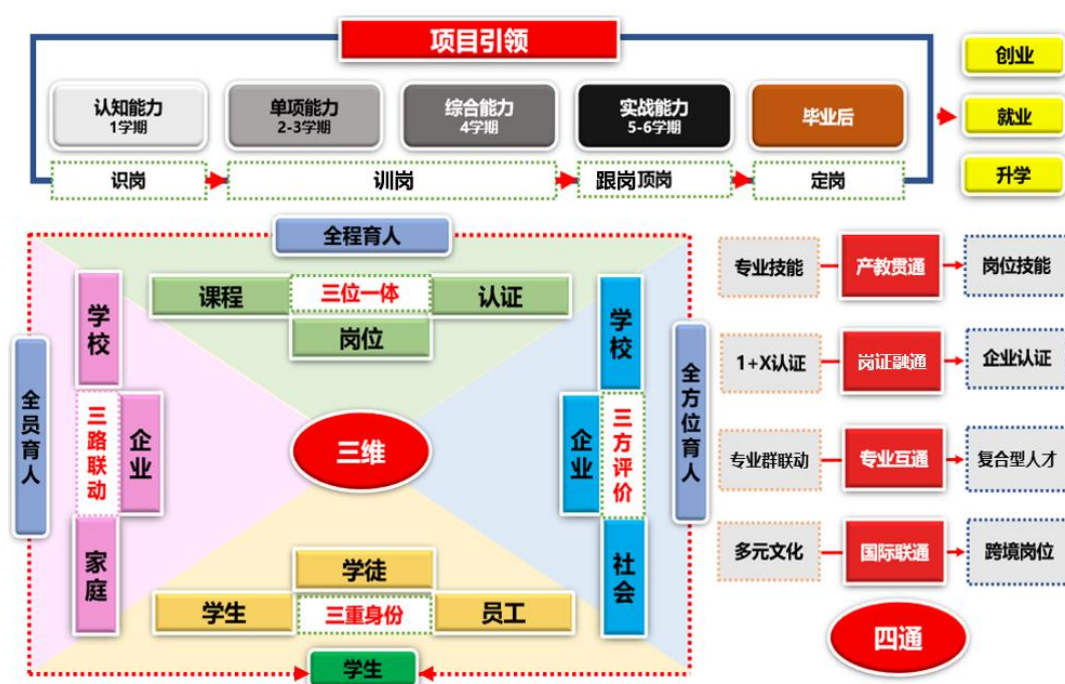 项目引领
创业
就业
升学
认知能力
1学期
单项能力
2-3学期
综合能力
4学期
实战能力
5-6学期
毕业后
识岗
训岗
跟岗顶岗
定岗
全程育人
课程
三位一体
认证
岗位
学校
三路联动
企业
家庭
全员育人
三维
学校
企业
三方评价
社会
全方位育人
学徒
学生
三重身份
员工
学生
专业技能
产教贯通
岗位技能
1+X认证
岗证融通
企业认证
专业群联动
专业互通
复合型人才
多元文化
国际联通
跨境岗位
四通